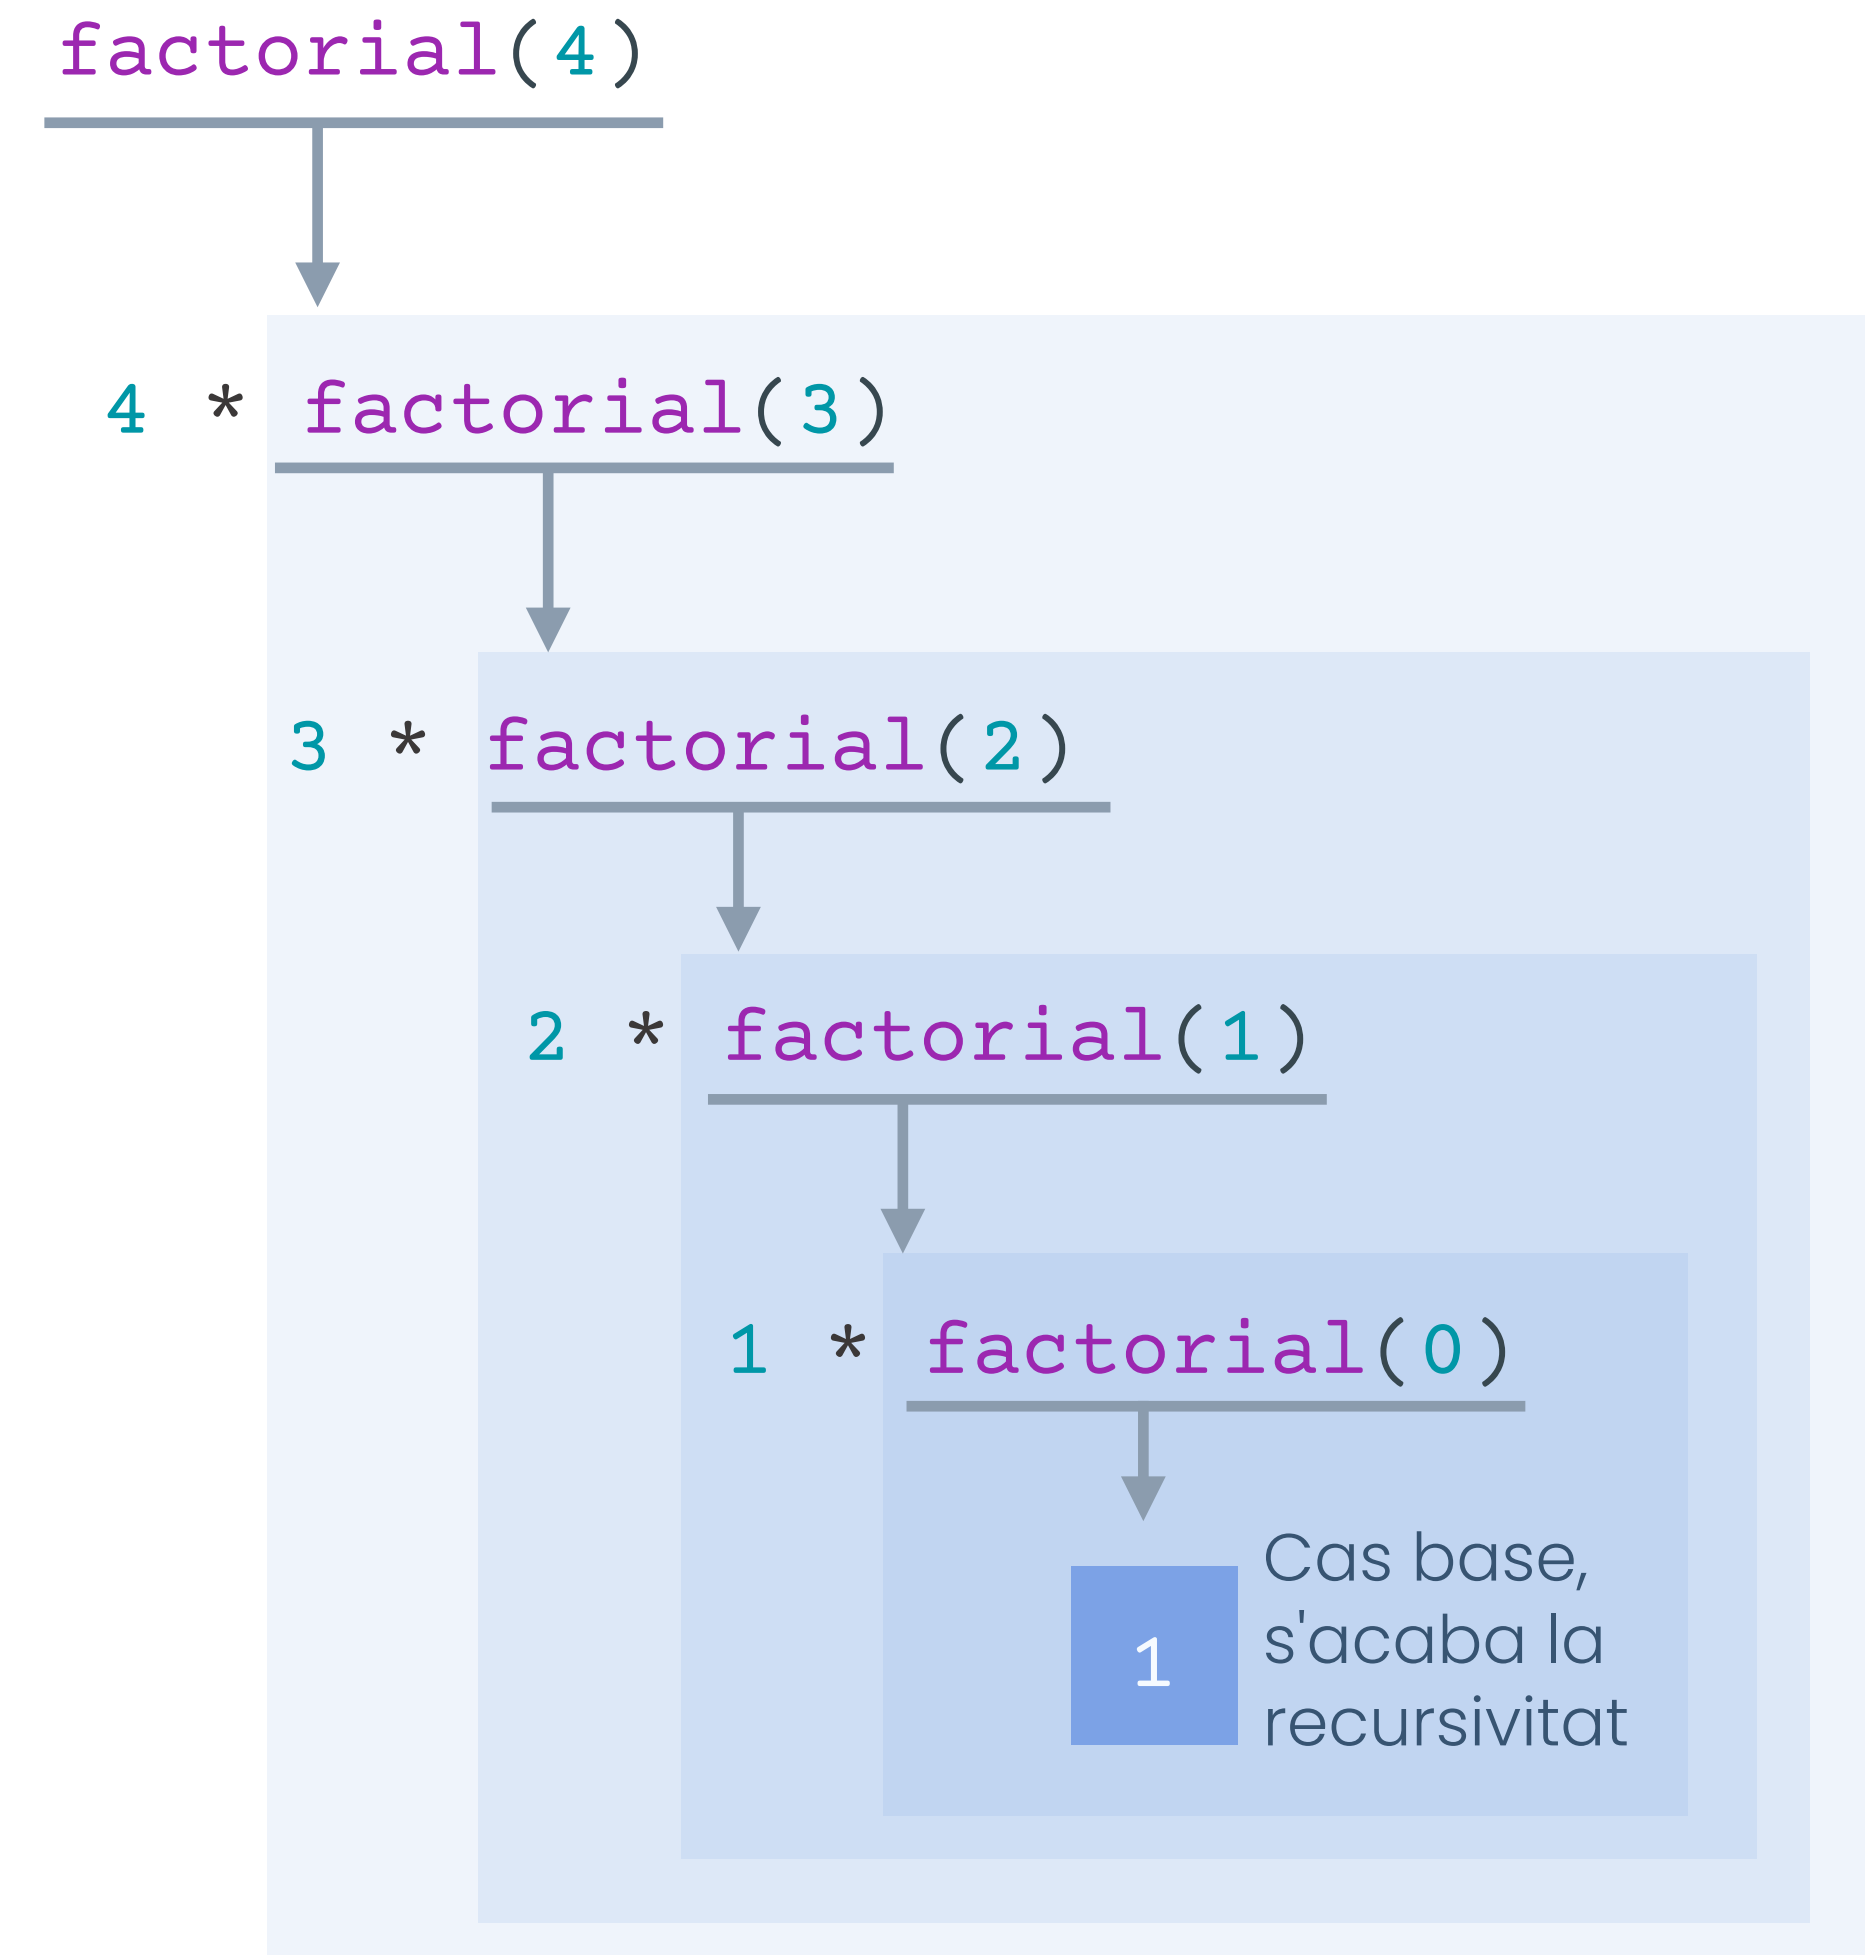 factorial(4)
4 * factorial(3)
3 * factorial(2)
2 * factorial(1)
1 * factorial(0)
1
Cas base,
s'acaba la
recursivitat